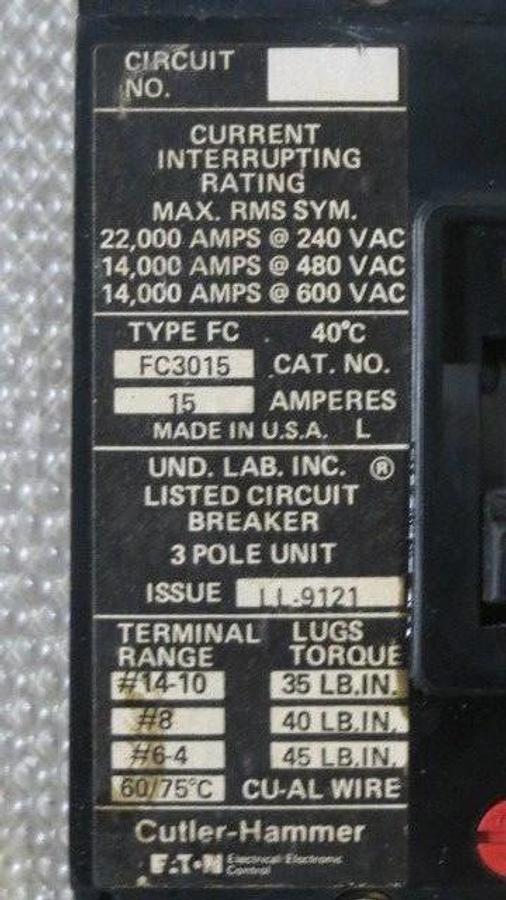 CIRCUIT
NO.
CURRENT
INTERRUPTING
RATING
MAX. RMS SYM.
22,000 AMPS @ 240 VAC
14,000 AMPS @ 480 VAC
14,000 AMPS @ 600 VAC
TYPE FC . 40°C
FC3015 CAT. NO.
15 AMPERES
MADE IN U.S.A. L
UND. LAB. INC. ®
LISTED CIRCUIT
BREAKER
3 POLE UNIT
ISSUE LL-9121
TERMINAL LUGS
RANGE TORQUE
#14-10 35 LB.IN.
#8 40 LB.IN.
#6-4 45 LB.IN.
60/75°C CU-AL WIRE
Cutler-Hammer
E·T·N Electrical·Electronic
Control